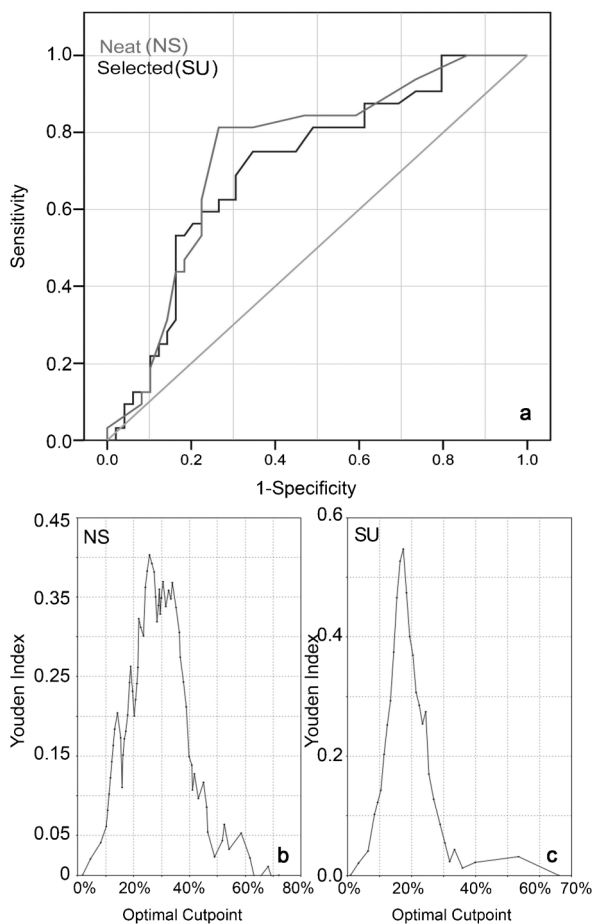 Neat (NS)
Selected (SU)
1.0
0.8
0.6
0.4
0.2
0.0
Sensitivity
0.0 0.2 0.4 0.6 0.8 1.0
1-Specificity
a
NS
0.45
0.35
0.25
0.15
0.05
0
Youden Index
0% 20% 40% 60% 80%
Optimal Cutpoint
b
SU
0.6
0.4
0.2
0.0
Youden Index
0% 20% 40% 60% 70%
Optimal Cutpoint
c